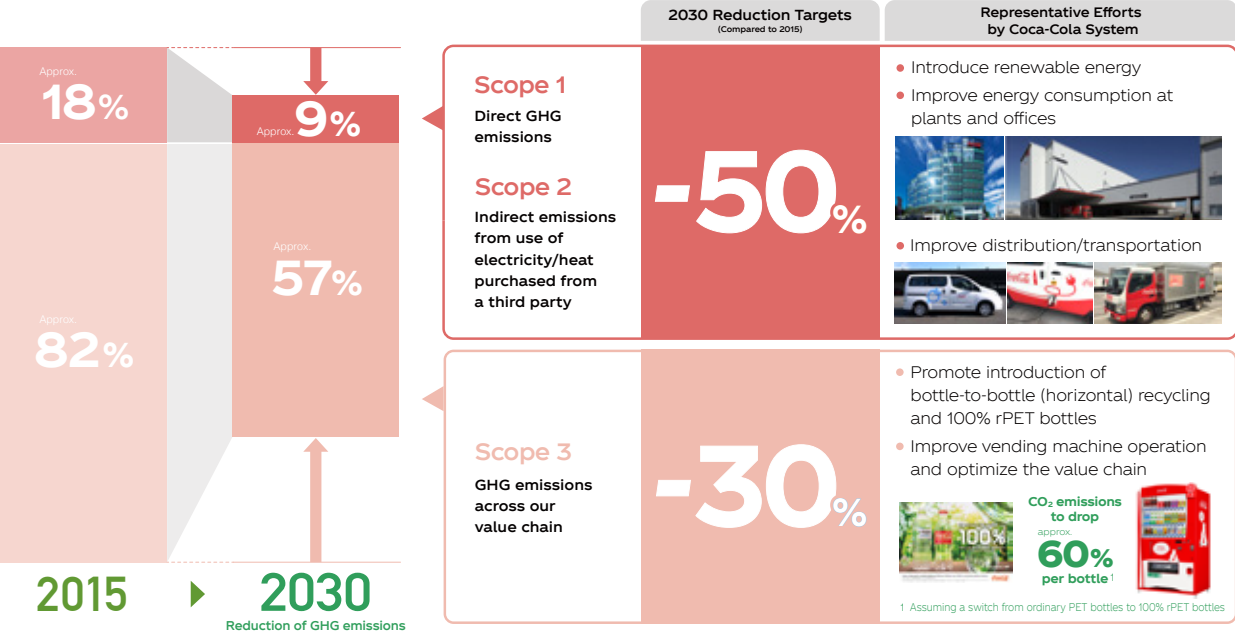 2030 Reduction Targets
(Compared to 2015)
Representative Efforts
by Coca-Cola System
Approx.
18%
Approx.
82%
Approx. 9%
Approx.
57%
2015
2030
Reduction of GHG emissions
Scope 1
Direct GHG
emissions
Scope 2
Indirect emissions
from use of
electricity/heat
purchased from
a third party
-50%
• Introduce renewable energy
• Improve energy consumption at
plants and offices
• Improve distribution/transportation
Scope 3
GHG emissions
across our
value chain
-30%
• Promote introduction of
bottle-to-bottle (horizontal) recycling
and 100% rPET bottles
• Improve vending machine operation
and optimize the value chain
100%
CO₂ emissions
to drop
approx.
60%
per bottle¹
1 Assuming a switch from ordinary PET bottles to 100% rPET bottles